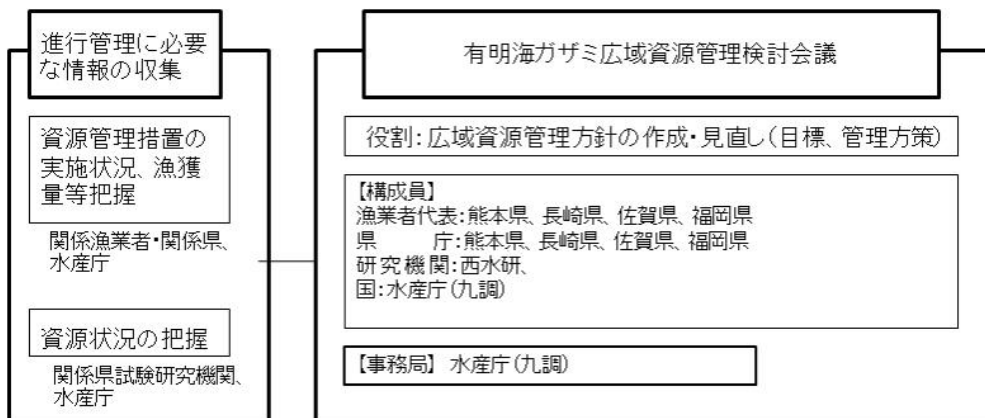 進行管理に必要
な情報の収集
資源管理措置の
実施状況、漁獲
量等把握
関係漁業者・関係県、
水産庁
資源状況の把握
関係県試験研究機関、
水産庁
有明海ガザミ広域資源管理検討会議
役割:広域資源管理方針の作成・見直し(目標、管理方策)
【構成員】
漁業者代表:熊本県、長崎県、佐賀県、福岡県
県　　　庁:熊本県、長崎県、佐賀県、福岡県
研究機関:西水研、
国:水産庁(九調)
【事務局】 水産庁(九調)